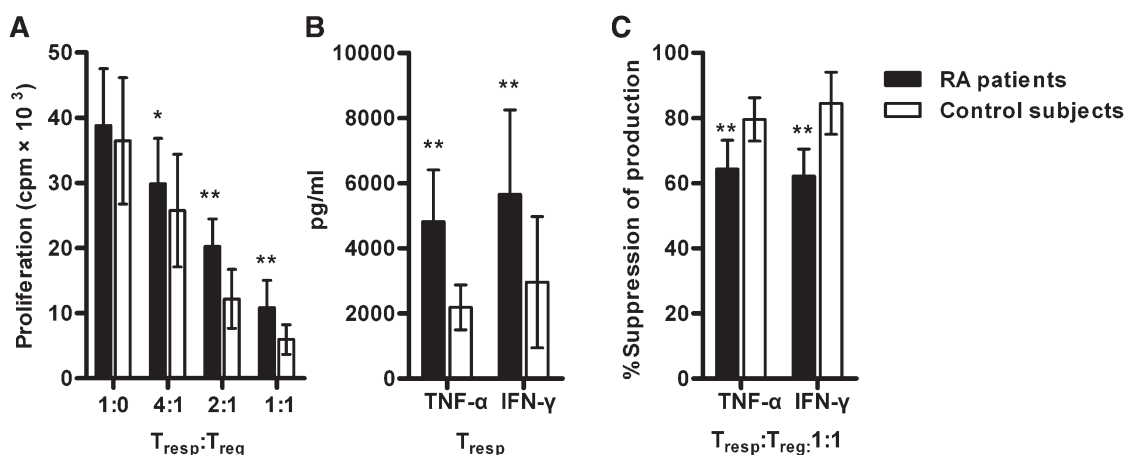 A
Proliferation (cpm × 10 3)
50
40
30
20
10
0
*
**
**
1:0 4:1 2:1 1:1
Tresp:Treg
B
pg/ml
10000
8000
6000
4000
2000
0
**
**
TNF-α IFN-γ
Tresp
C
%Suppression of production
100
80
60
40
20
0
**
**
TNF-α IFN-γ
Tresp:Treg:1:1
RA patients
Control subjects